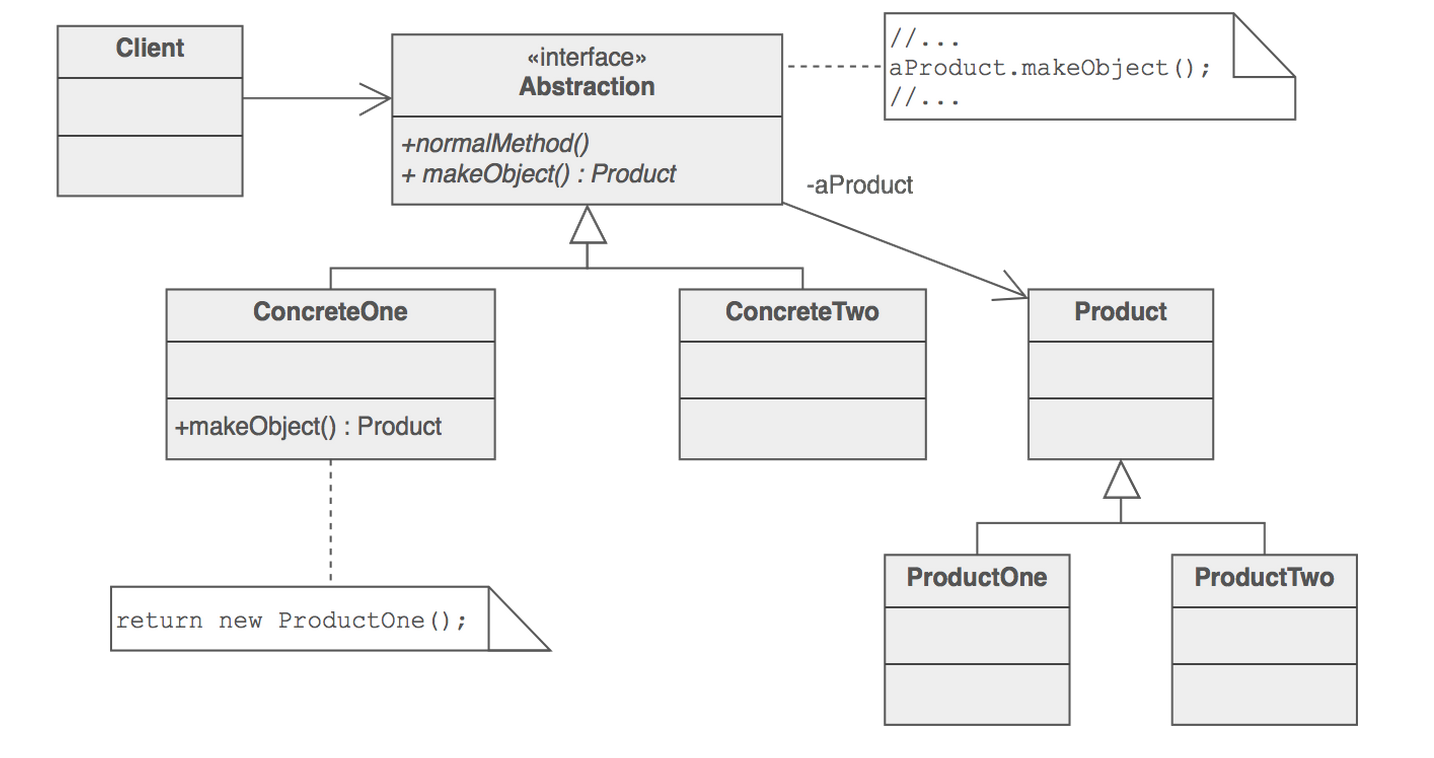 Client
«interface»
Abstraction
+normalMethod()
+ makeObject() : Product
//...
aProduct.makeObject();
//...
-aProduct
ConcreteOne
+makeObject() : Product
ConcreteTwo
Product
return new ProductOne();
ProductOne
ProductTwo